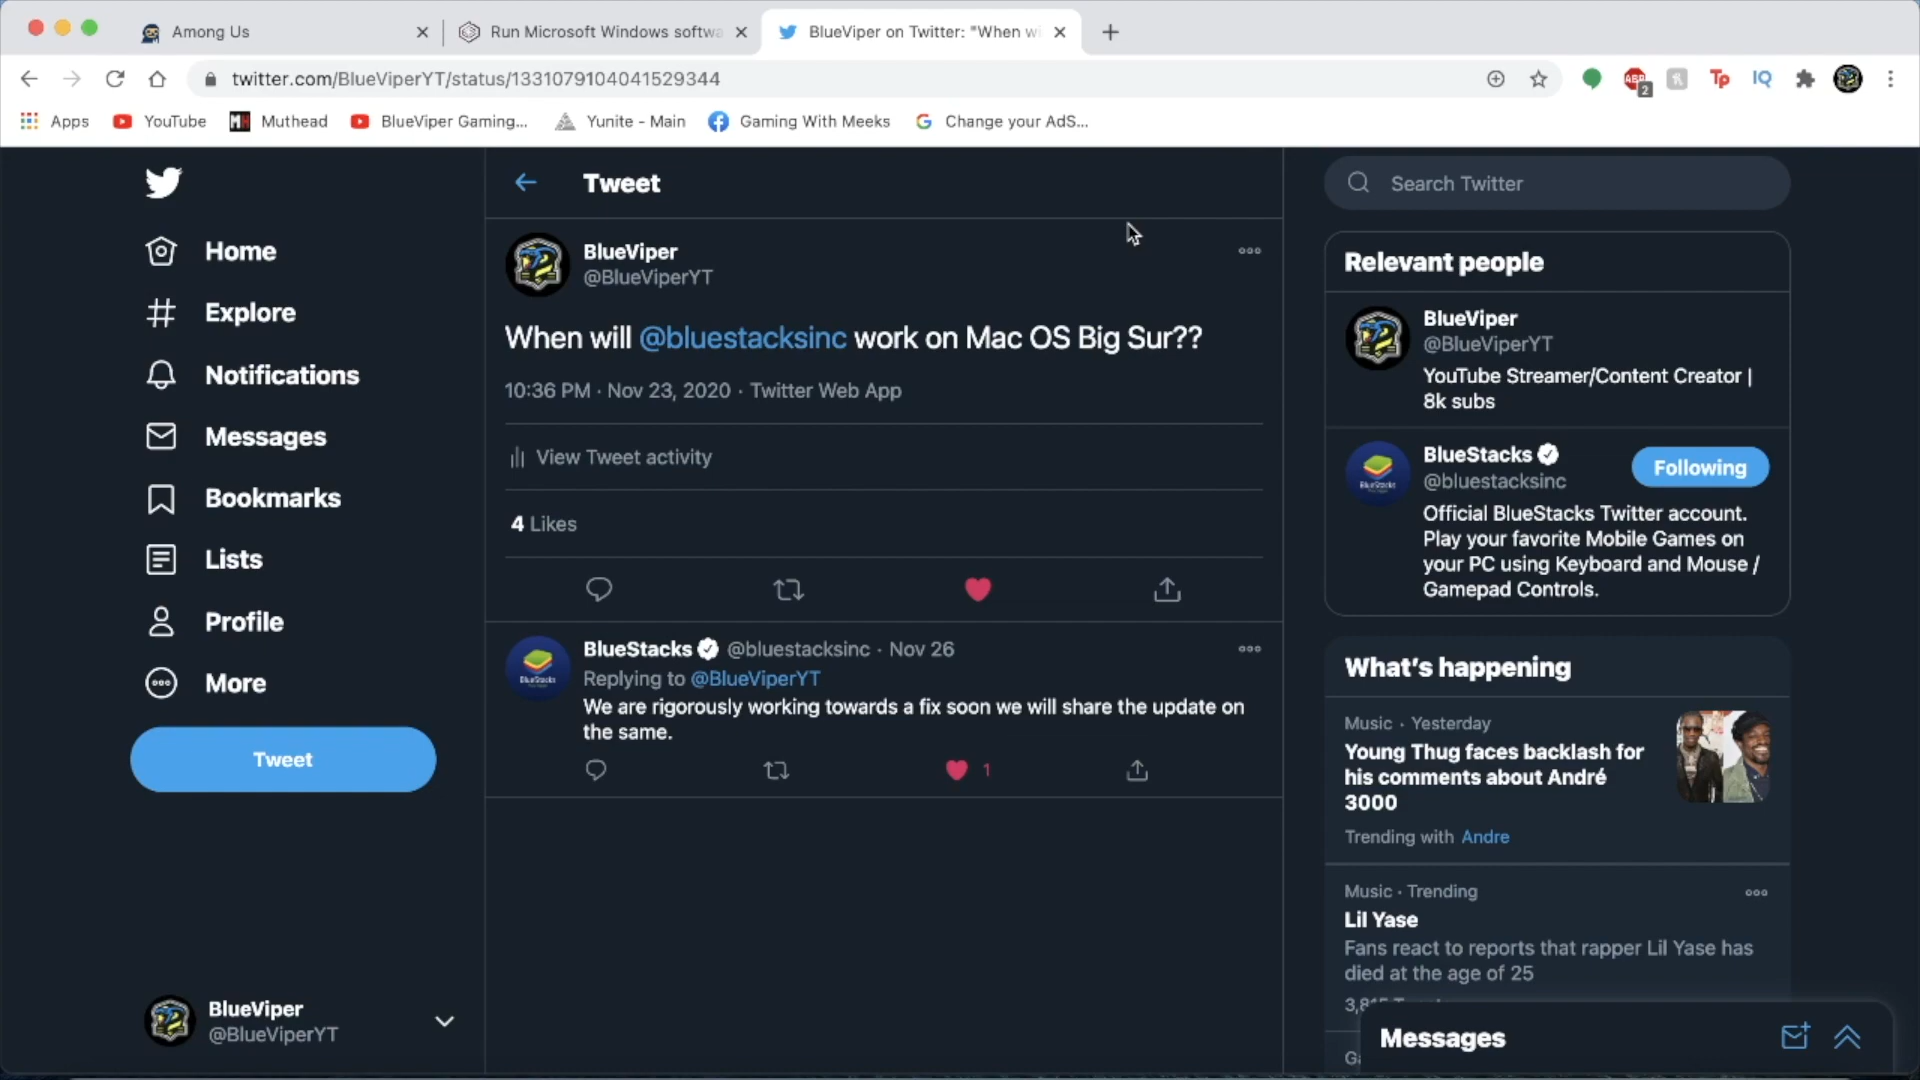 Among Us
Run Microsoft Windows softwa
BlueViper on Twitter: "When wi
twitter.com/BlueViperYT/status/1331079104041529344
ABP
2
Tp
IQ
Apps
YouTube
Muthead
BlueViper Gaming...
Yunite - Main
Gaming With Meeks
Change your AdS...
Home
Explore
Notifications
Messages
Bookmarks
Lists
Profile
More
Tweet
BlueViper
@BlueViperYT
Tweet
BlueViper
@BlueViperYT
When will @bluestacksinc work on Mac OS Big Sur??
10:36 PM · Nov 23, 2020 · Twitter Web App
View Tweet activity
4 Likes
BlueStacks @bluestacksinc · Nov 26
Replying to @BlueViperYT
We are rigorously working towards a fix soon we will share the update on
the same.
1
BlueStacks
Search Twitter
Relevant people
BlueViper
@BlueViperYT
YouTube Streamer/Content Creator |
8k subs
BlueStacks
@bluestacksinc
Following
BlueStacks
Official BlueStacks Twitter account.
Play your favorite Mobile Games on
your PC using Keyboard and Mouse /
Gamepad Controls.
What's happening
Music · Yesterday
Young Thug faces backlash for
his comments about André
3000
Trending with Andre
Music · Trending
Lil Yase
Fans react to reports that rapper Lil Yase has
died at the age of 25
Messages